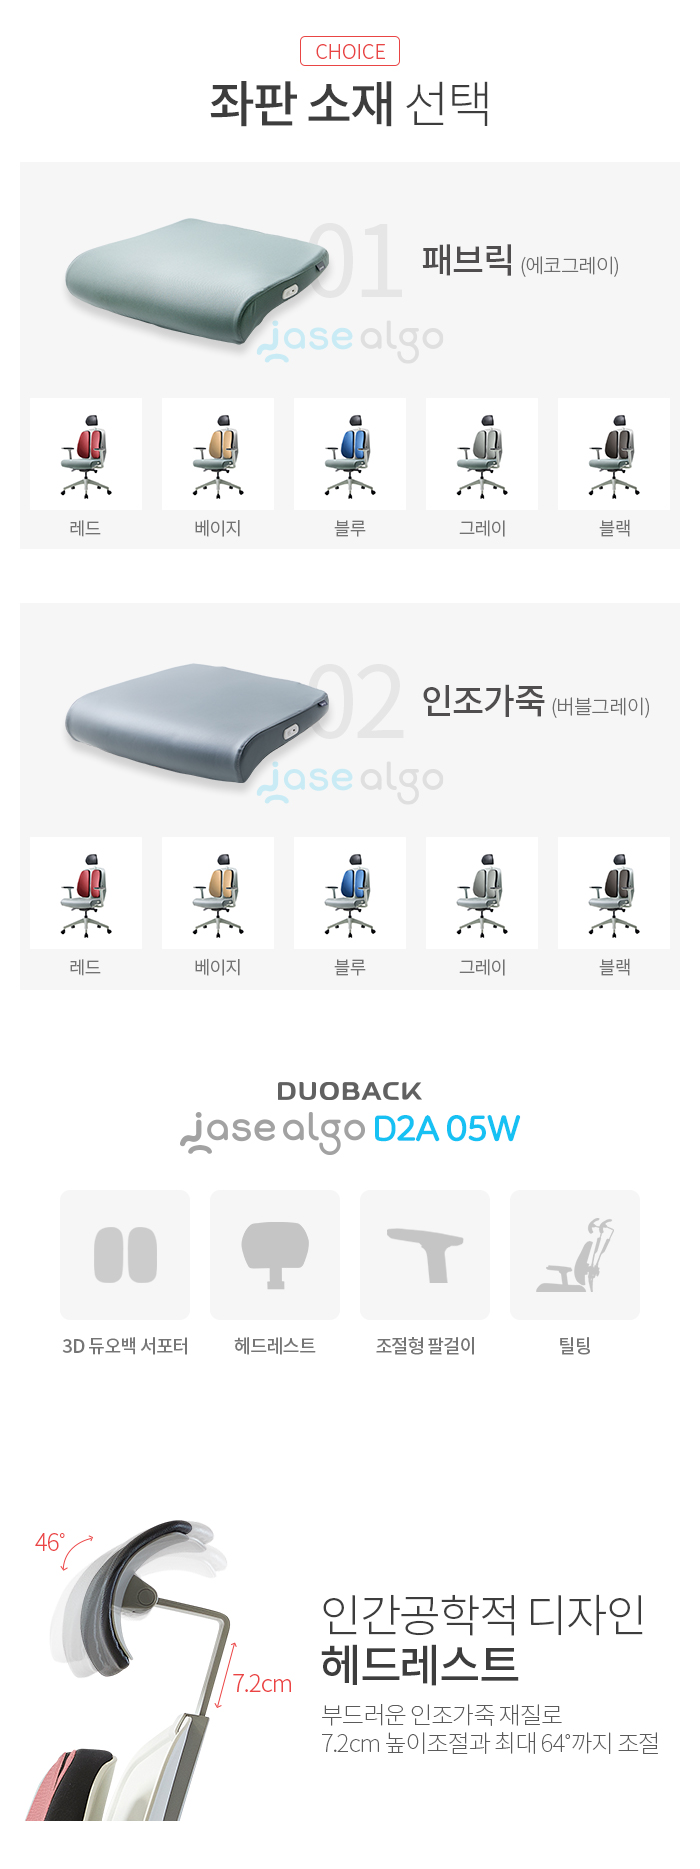 CHOICE
좌판 소재 선택
01
패브릭 (에코그레이)
jase algo
레드 베이지 블루 그레이 블랙
02
인조가죽 (버블그레이)
jase algo
레드 베이지 블루 그레이 블랙
DUOBACK
jase algo D2A 05W
3D 듀오백 서포터 헤드레스트 조절형 팔걸이 틸팅
46°
7.2cm
인간공학적 디자인
헤드레스트
부드러운 인조가죽 재질로
7.2cm 높이조절과 최대 64°까지 조절